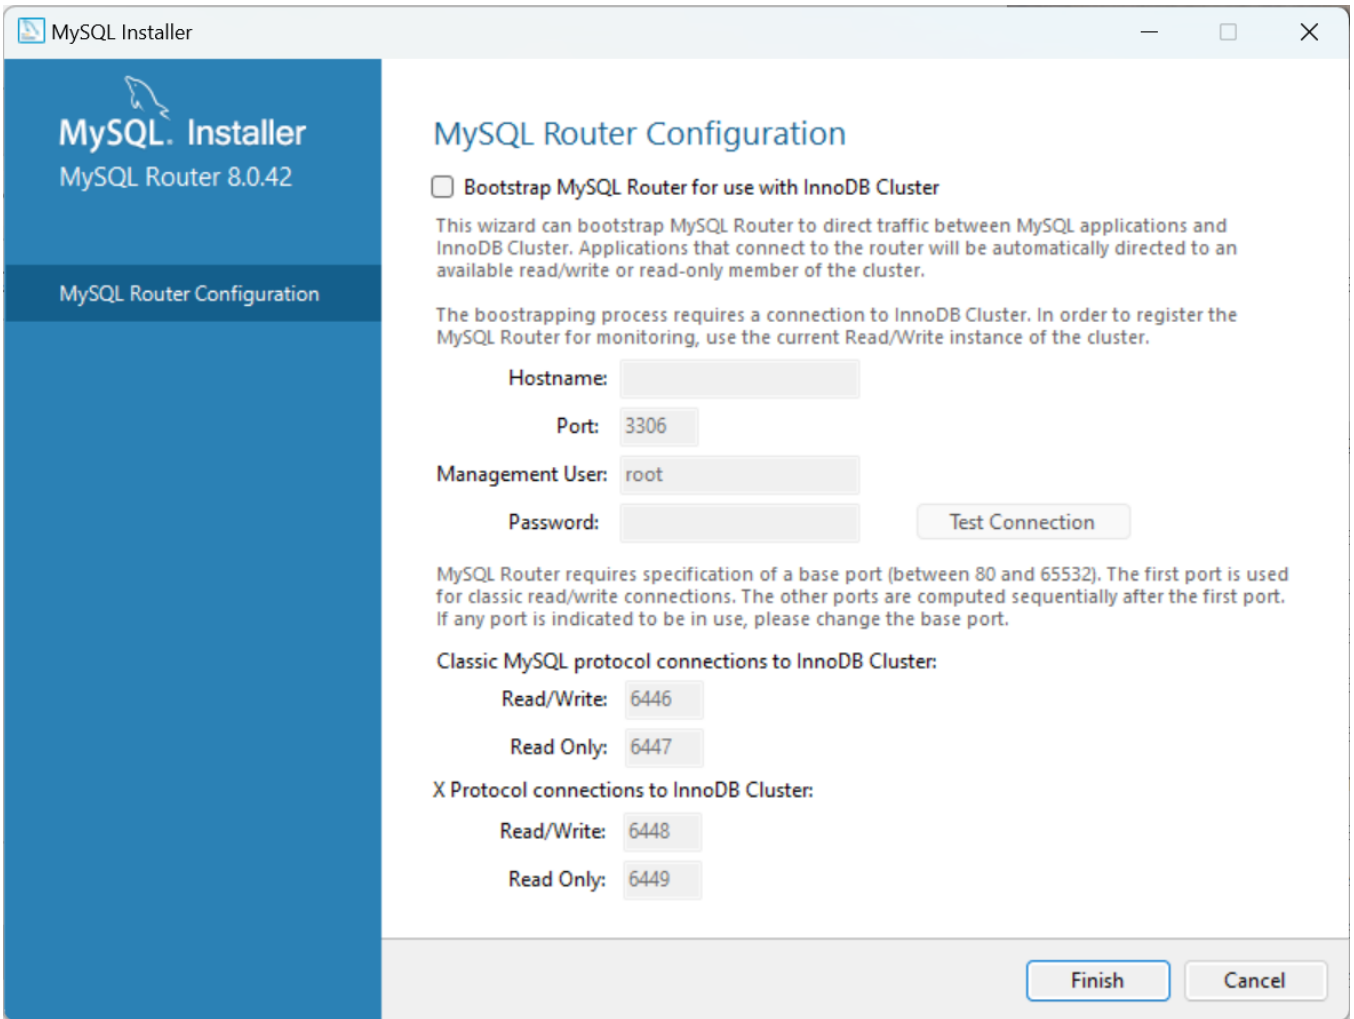 MySQL Installer
MySQL. Installer
MySQL Router 8.0.42
MySQL Router Configuration
MySQL Router Configuration
Bootstrap MySQL Router for use with InnoDB Cluster
This wizard can bootstrap MySQL Router to direct traffic between MySQL applications and
InnoDB Cluster. Applications that connect to the router will be automatically directed to an
available read/write or read-only member of the cluster.
The boostrapping process requires a connection to InnoDB Cluster. In order to register the
MySQL Router for monitoring, use the current Read/Write instance of the cluster.
Hostname:
Port: 3306
Management User: root
Password: Test Connection
MySQL Router requires specification of a base port (between 80 and 65532). The first port is used
for classic read/write connections. The other ports are computed sequentially after the first port.
If any port is indicated to be in use, please change the base port.
Classic MySQL protocol connections to InnoDB Cluster:
Read/Write: 6446
Read Only: 6447
X Protocol connections to InnoDB Cluster:
Read/Write: 6448
Read Only: 6449
Finish Cancel